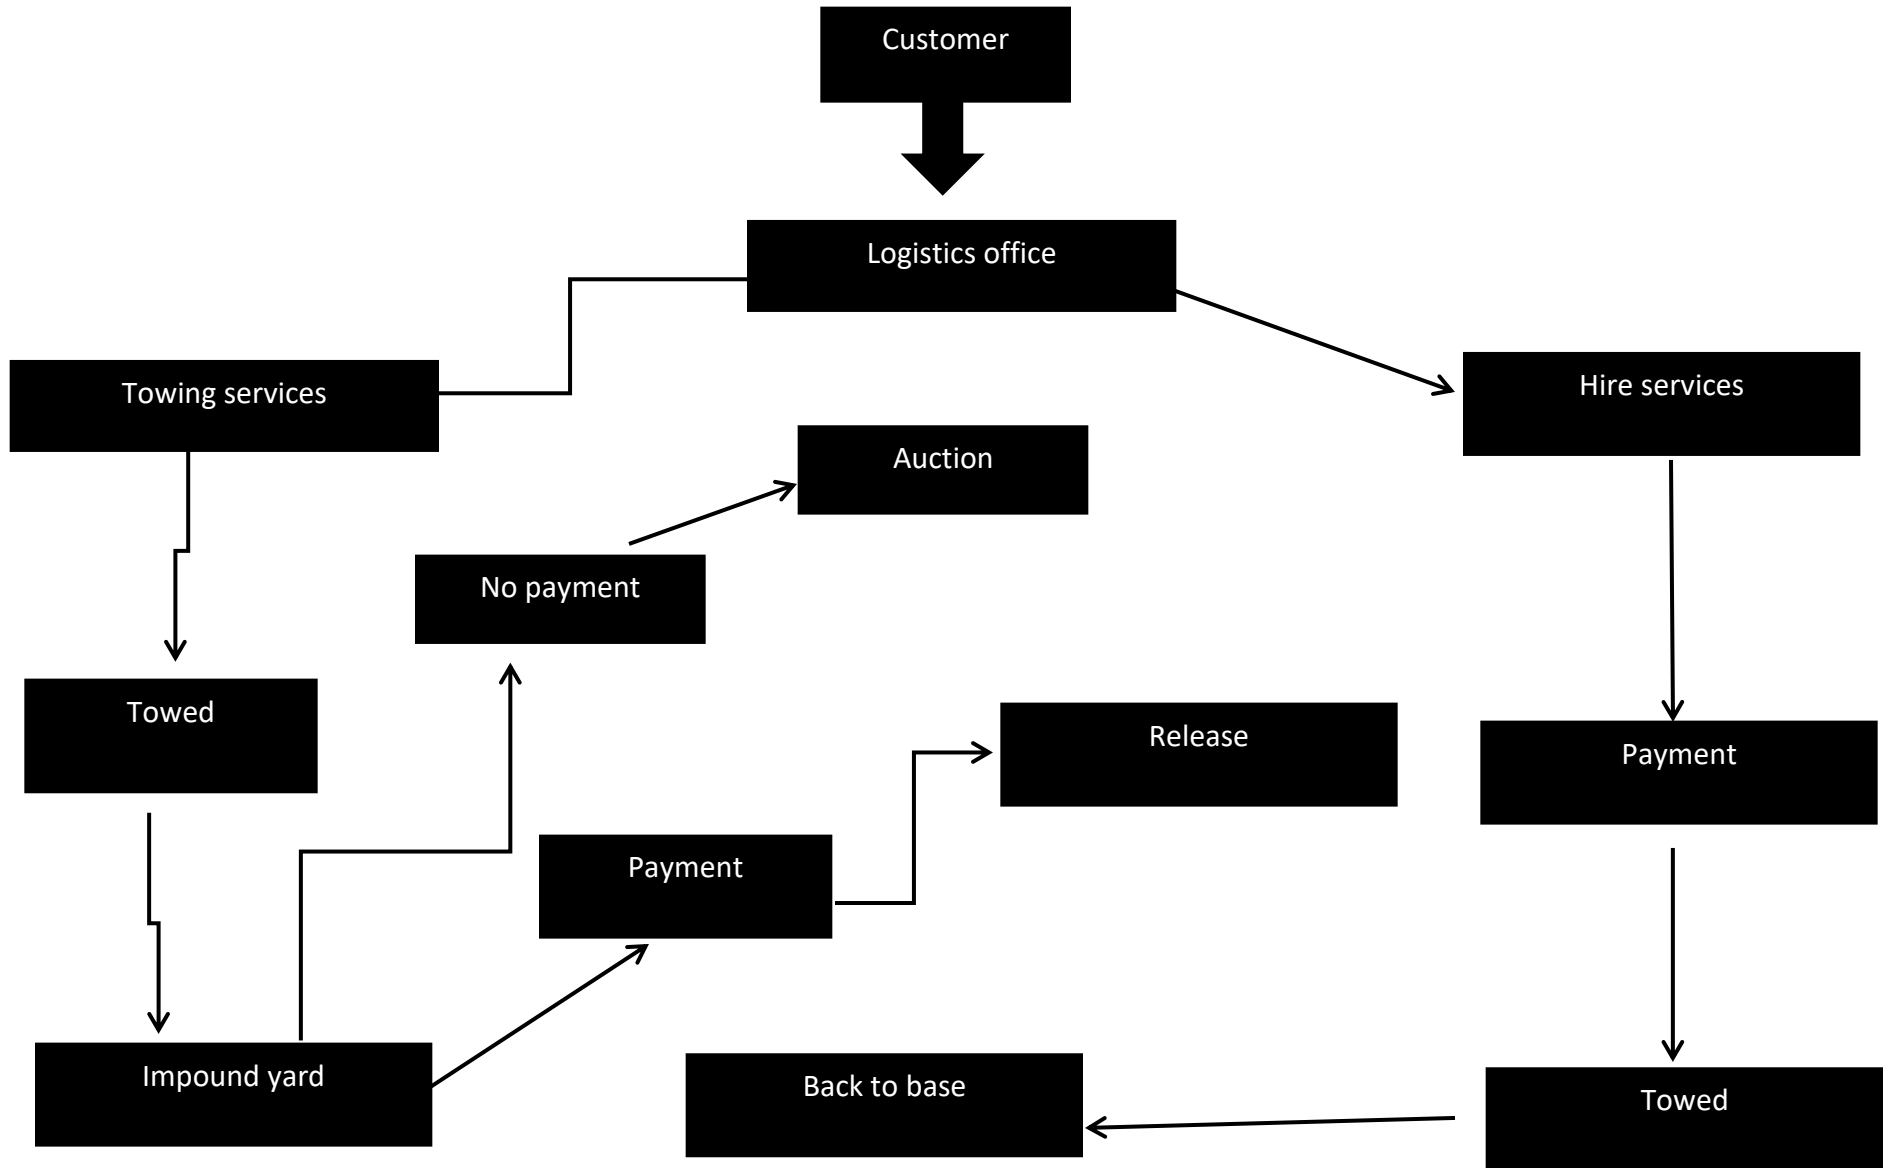 Customer
Logistics office
Towing services
Hire services
Auction
No payment
Towed
Release
Payment
Payment
Impound yard
Back to base
Towed